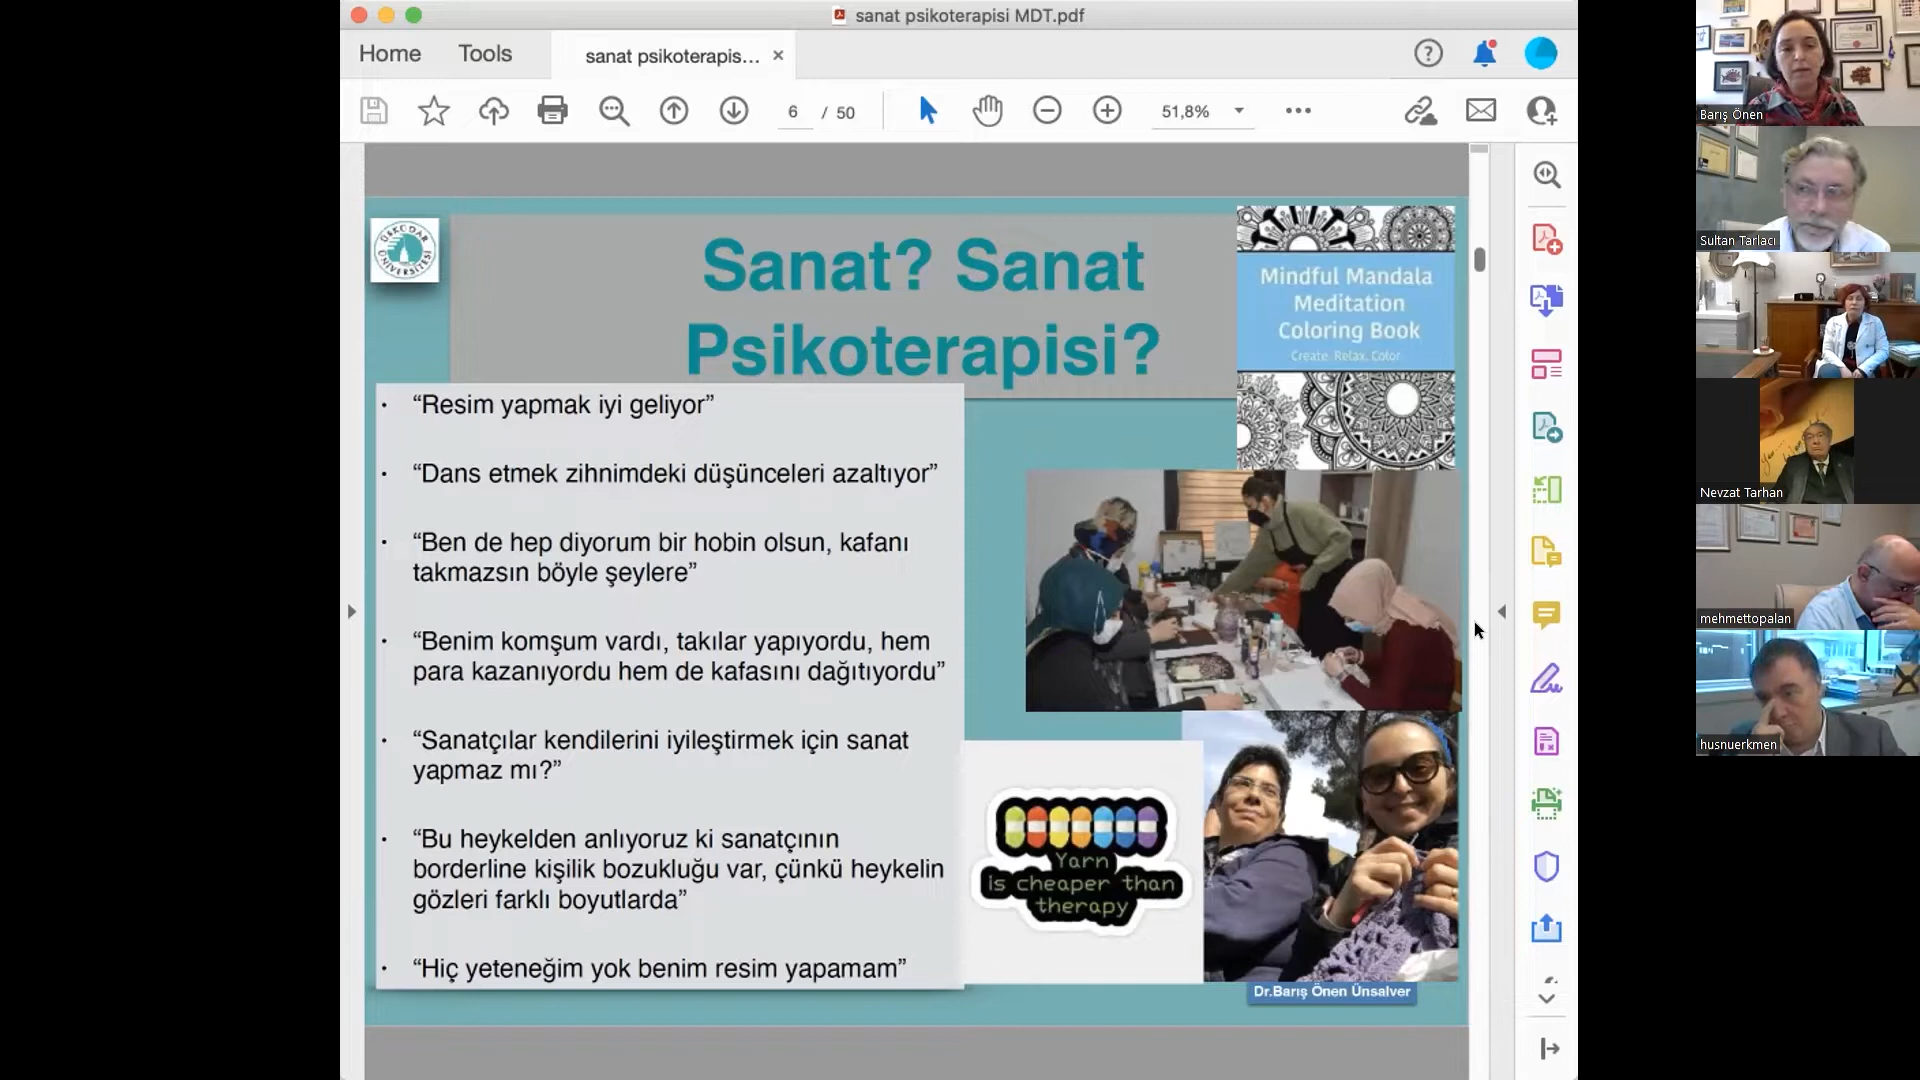 sanat psikoterapisi MDT.pdf
Home
Tools
sanat psikoterapis...
6 / 50
51,8%
ÜSKÜDAR ÜNİVERSİTESİ
Sanat? Sanat
Psikoterapisi?
Mindful Mandala
Meditation
Coloring Book
Create. Relax. Color.
· “Resim yapmak iyi geliyor”
· “Dans etmek zihnimdeki düşünceleri azaltıyor”
· “Ben de hep diyorum bir hobin olsun, kafanı
takmazsın böyle şeylere”
· “Benim komşum vardı, takılar yapıyordu, hem
para kazanıyordu hem de kafasını dağıtıyordu”
· “Sanatçılar kendilerini iyileştirmek için sanat
yapmaz mı?”
· “Bu heykelden anlıyoruz ki sanatçının
borderline kişilik bozukluğu var, çünkü heykelin
gözleri farklı boyutlarda”
· “Hiç yeteneğim yok benim resim yapamam”
Yarn
is cheaper than
therapy
Dr.Barış Önen Ünsalver
Barış Önen
Sultan Tarlacı
Nevzat Tarhan
mehmettopalan
husnuerkmen